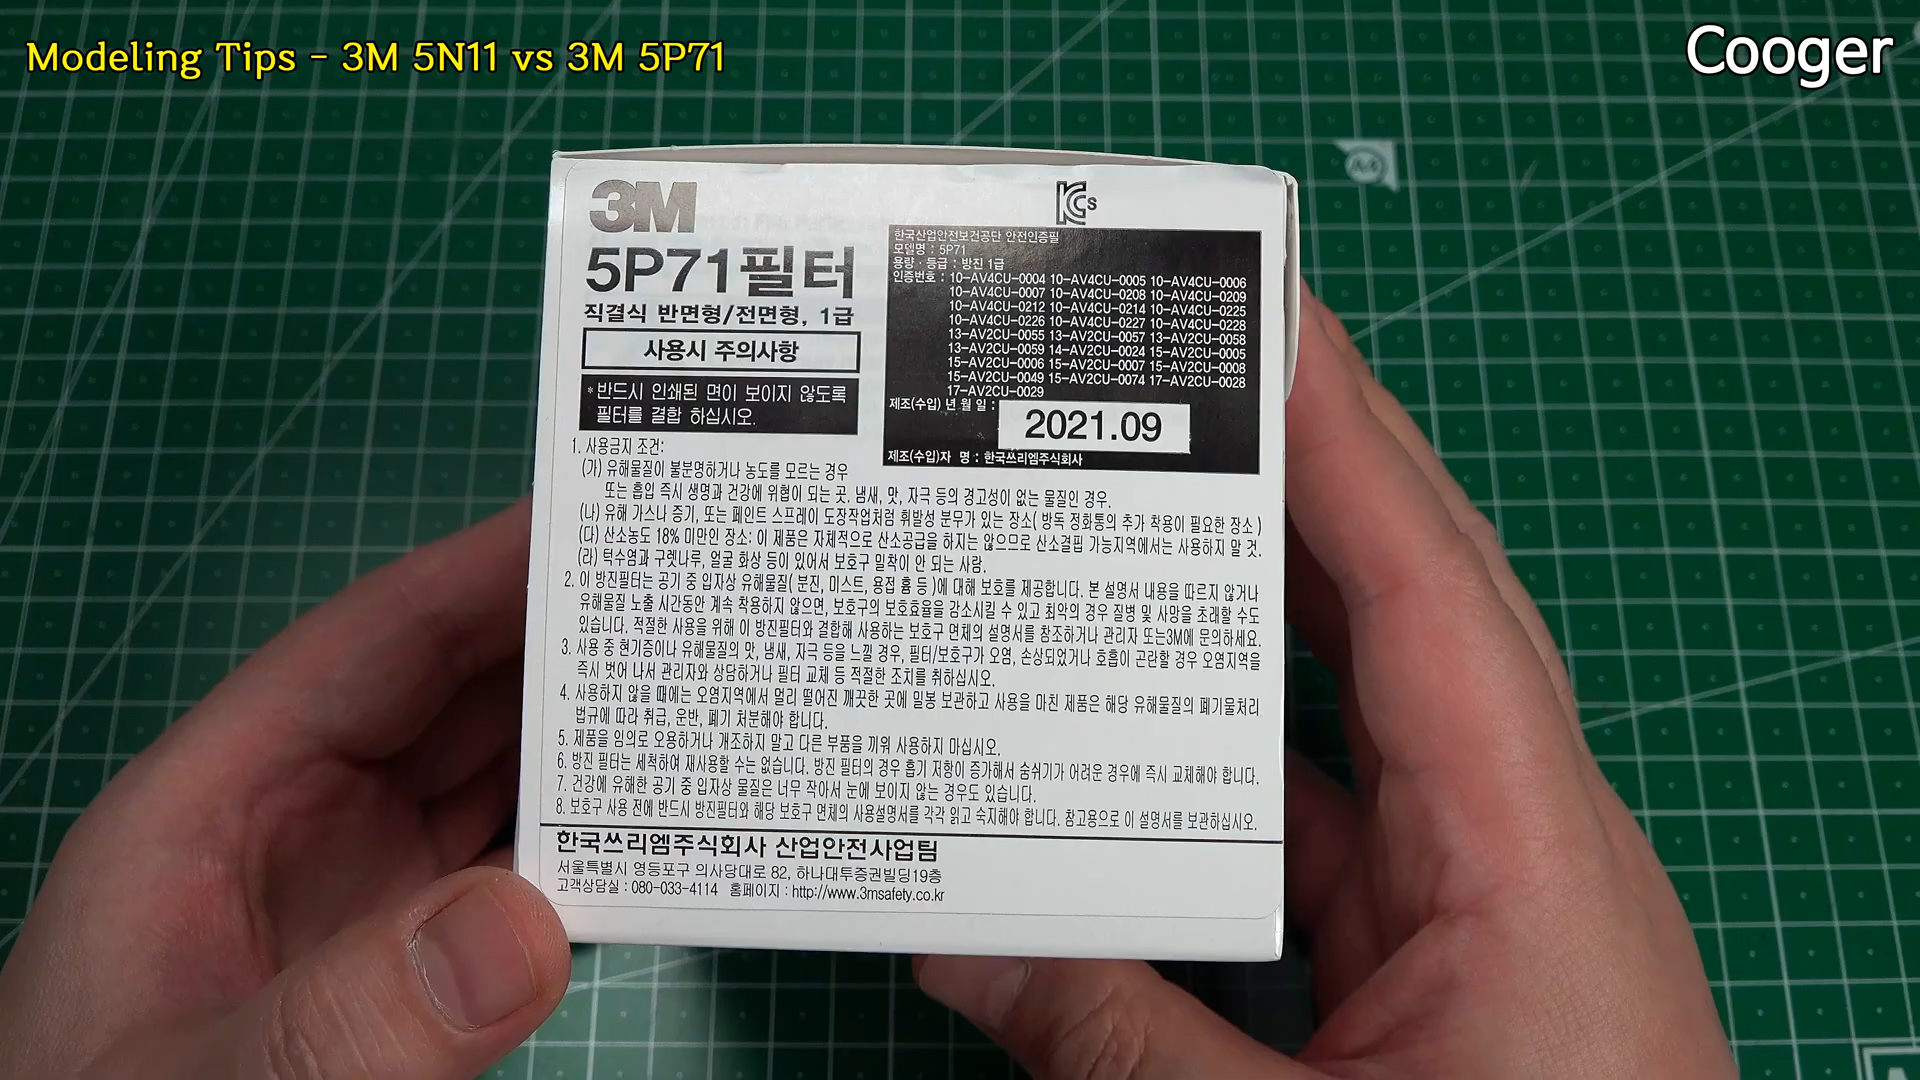 Modeling Tips - 3M 5N11 vs 3M 5P71
Cooger
3M
5P71필터
직결식 반면형/전면형, 1급
사용시 주의사항
*반드시 인쇄된 면이 보이지 않도록
필터를 결합 하십시오.
KCs
한국산업안전보건공단 안전인증필
모델명 : 5P71
용량·등급 : 방진 1급
인증번호 : 10-AV4CU-0004 10-AV4CU-0005 10-AV4CU-0006
10-AV4CU-0007 10-AV4CU-0208 10-AV4CU-0209
10-AV4CU-0212 10-AV4CU-0214 10-AV4CU-0225
10-AV4CU-0226 10-AV4CU-0227 10-AV4CU-0228
13-AV2CU-0055 13-AV2CU-0057 13-AV2CU-0058
13-AV2CU-0059 14-AV2CU-0024 15-AV2CU-0005
15-AV2CU-0006 15-AV2CU-0007 15-AV2CU-0008
15-AV2CU-0049 15-AV2CU-0074 17-AV2CU-0028
17-AV2CU-0029
제조(수입) 년 월 일 :
2021.09
제조(수입)자 명 : 한국쓰리엠주식회사
1. 사용금지 조건:
(가) 유해물질이 불분명하거나 농도를 모르는 경우
또는 흡입 즉시 생명과 건강에 위협이 되는 곳. 냄새, 맛, 자극 등의 경고성이 없는 물질인 경우.
(나) 유해 가스나 증기, 또는 페인트 스프레이 도장작업처럼 휘발성 분무가 있는 장소( 방독 정화통의 추가 착용이 필요한 장소 )
(다) 산소농도 18% 미만인 장소: 이 제품은 자체적으로 산소공급을 하지는 않으므로 산소결핍 가능지역에서는 사용하지 말 것.
(라) 턱수염과 구렛나루, 얼굴 화상 등이 있어서 보호구 밀착이 안 되는 사람.
2. 이 방진필터는 공기 중 입자상 유해물질( 분진, 미스트, 용접 흄 등 )에 대해 보호를 제공합니다. 본 설명서 내용을 따르지 않거나
유해물질 노출 시간동안 계속 착용하지 않으면, 보호구의 보호효율을 감소시킬 수 있고 최악의 경우 질병 및 사망을 초래할 수도
있습니다. 적절한 사용을 위해 이 방진필터와 결합해 사용하는 보호구 면체의 설명서를 참조하거나 관리자 또는3M에 문의하세요.
3. 사용 중 현기증이나 유해물질의 맛, 냄새, 자극 등을 느낄 경우, 필터/보호구가 오염, 손상되었거나 호흡이 곤란할 경우 오염지역을
즉시 벗어 나서 관리자와 상담하거나 필터 교체 등 적절한 조치를 취하십시오.
4. 사용하지 않을 때에는 오염지역에서 멀리 떨어진 깨끗한 곳에 밀봉 보관하고 사용을 마친 제품은 해당 유해물질의 폐기물처리
법규에 따라 취급, 운반, 폐기 처분해야 합니다.
5. 제품을 임의로 오용하거나 개조하지 말고 다른 부품을 끼워 사용하지 마십시오.
6. 방진 필터는 세척하여 재사용할 수는 없습니다. 방진 필터의 경우 흡기 저항이 증가해서 숨쉬기가 어려운 경우에 즉시 교체해야 합니다.
7. 건강에 유해한 공기 중 입자상 물질은 너무 작아서 눈에 보이지 않는 경우도 있습니다.
8. 보호구 사용 전에 반드시 방진필터와 해당 보호구 면체의 사용설명서를 각각 읽고 숙지해야 합니다. 참고용으로 이 설명서를 보관하십시오.
한국쓰리엠주식회사 산업안전사업팀
서울특별시 영등포구 의사당대로 82, 하나대투증권빌딩19층
고객상담실 : 080-033-4114 홈페이지 : http://www.3msafety.co.kr